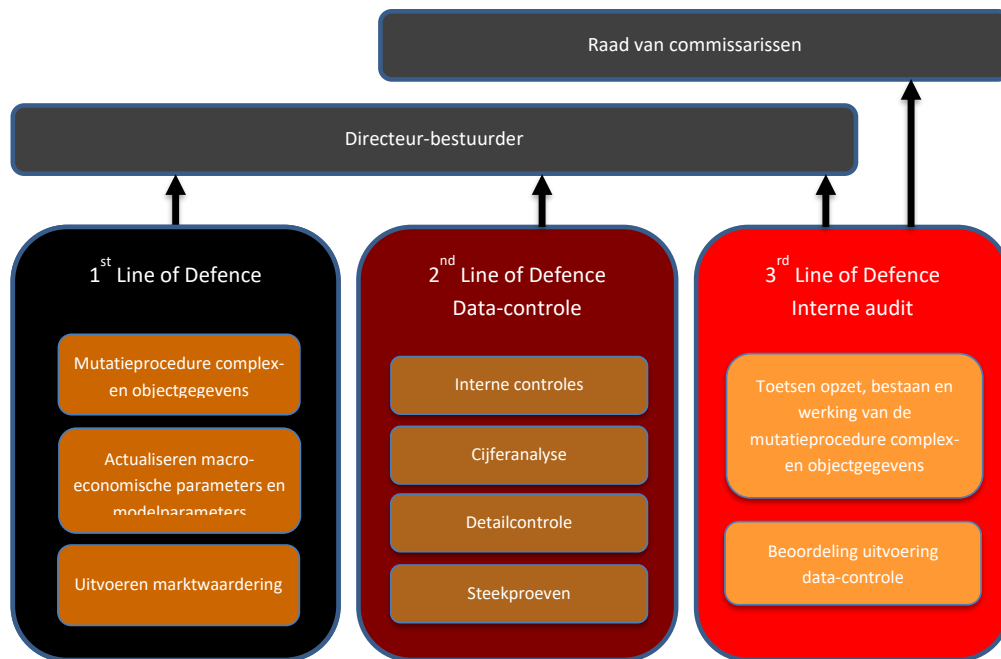 Raad van commissarissen
Directeur-bestuurder
1st Line of Defence
Mutatieprocedure complex-
en objectgegevens
Actualiseren macro-
economische parameters en
modelparameters
Uitvoeren marktwaardering
2nd Line of Defence
Data-controle
Interne controles
Cijferanalyse
Detailcontrole
Steekproeven
3rd Line of Defence
Interne audit
Toetsen opzet, bestaan en
werking van de
mutatieprocedure complex-
en objectgegevens
Beoordeling uitvoering
data-controle